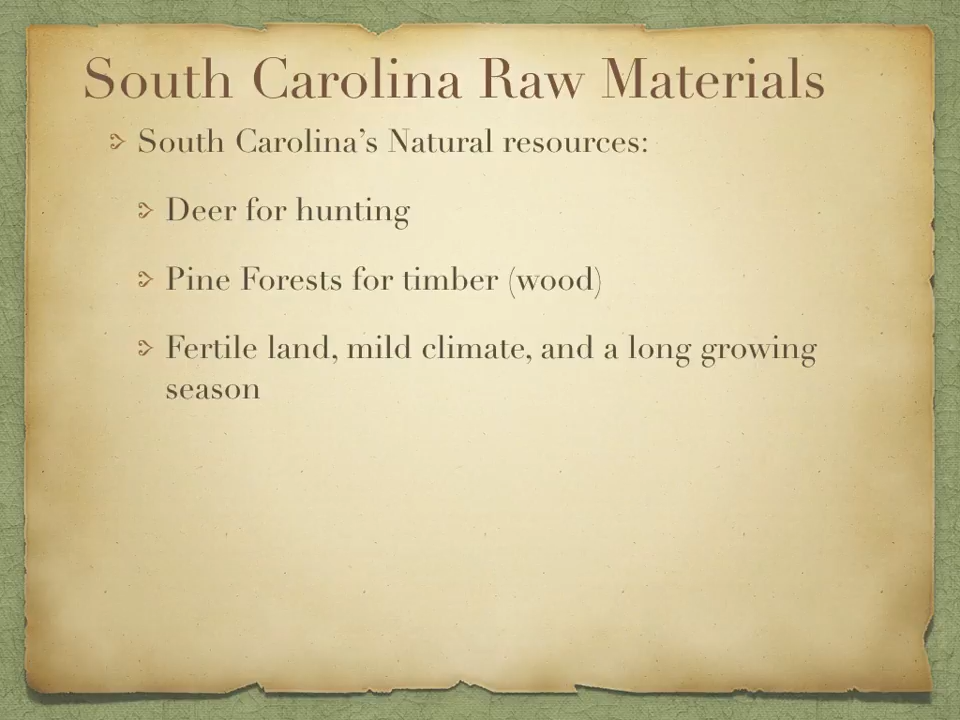 South Carolina Raw Materials
South Carolina’s Natural resources:
Deer for hunting
Pine Forests for timber (wood)
Fertile land, mild climate, and a long growing
season